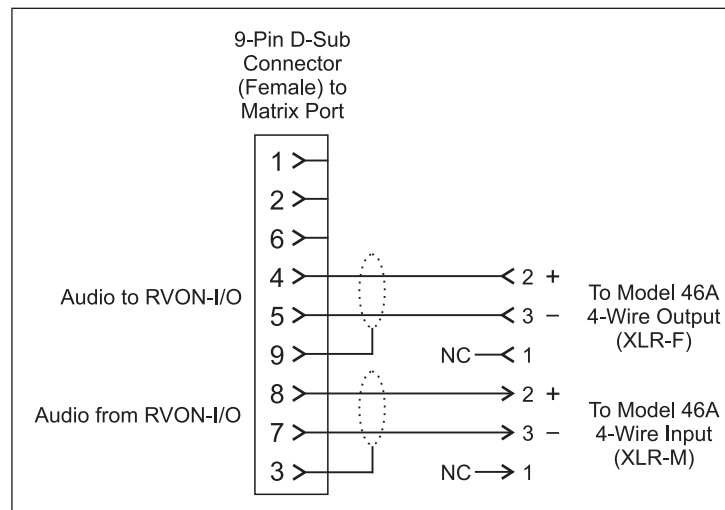 9-Pin D-Sub
Connector
(Female) to
Matrix Port
1
2
6
4
5
9
8
7
3
Audio to RVON-I/O
Audio from RVON-I/O
2 +
3 –
NC 1
To Model 46A
4-Wire Output
(XLR-F)
2 +
3 –
NC 1
To Model 46A
4-Wire Input
(XLR-M)